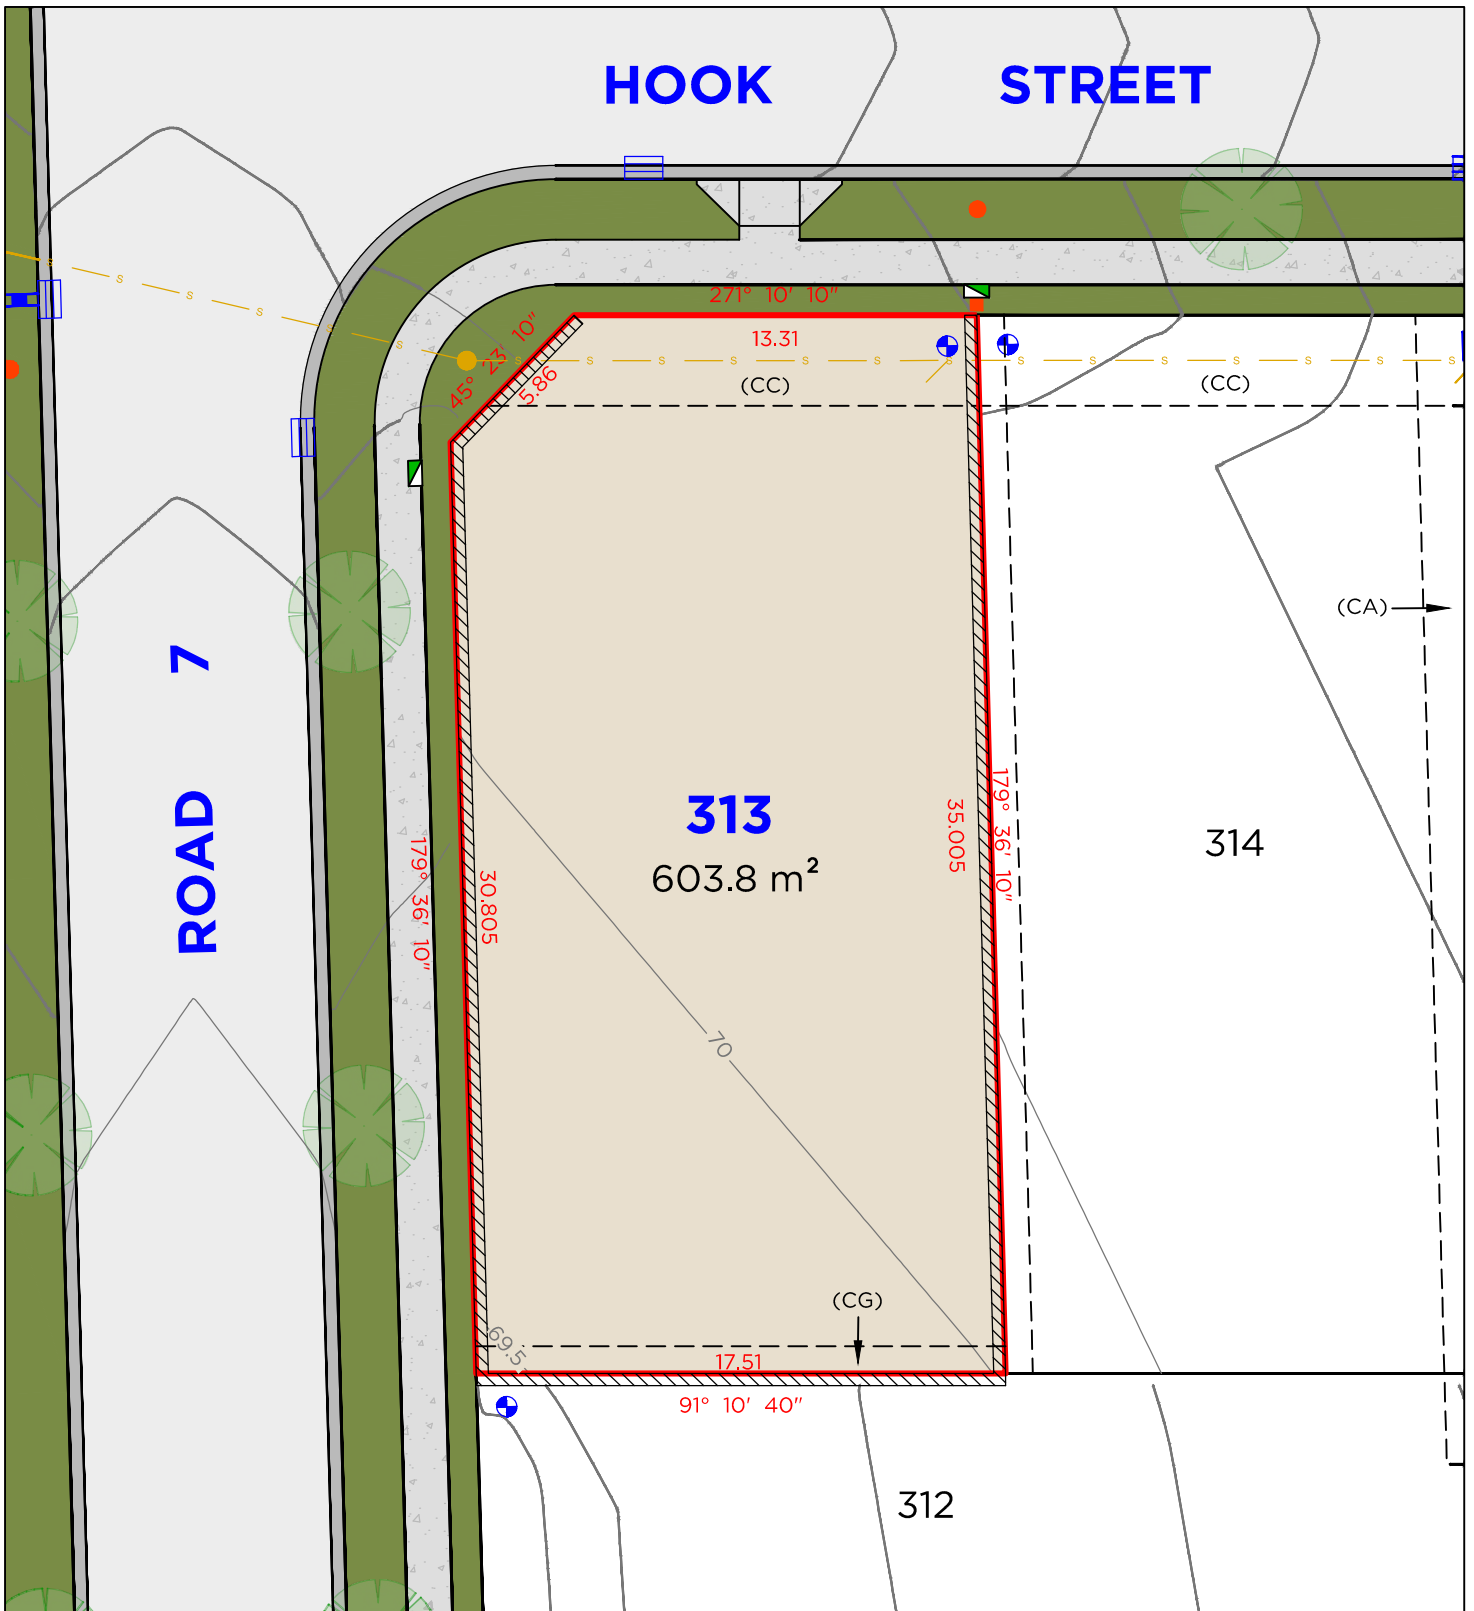 HOOK STREET
271° 10' 10"
13.31
45° 23' 10"
5.86
(CC)
(CC)
S S S S S S S S S S S S S S S
(CA)
ROAD 7
313
603.8 m²
314
179° 36' 10"
30.805
35.005
179° 36' 10"
70
(CG)
69.5
17.51
91° 10' 40"
312